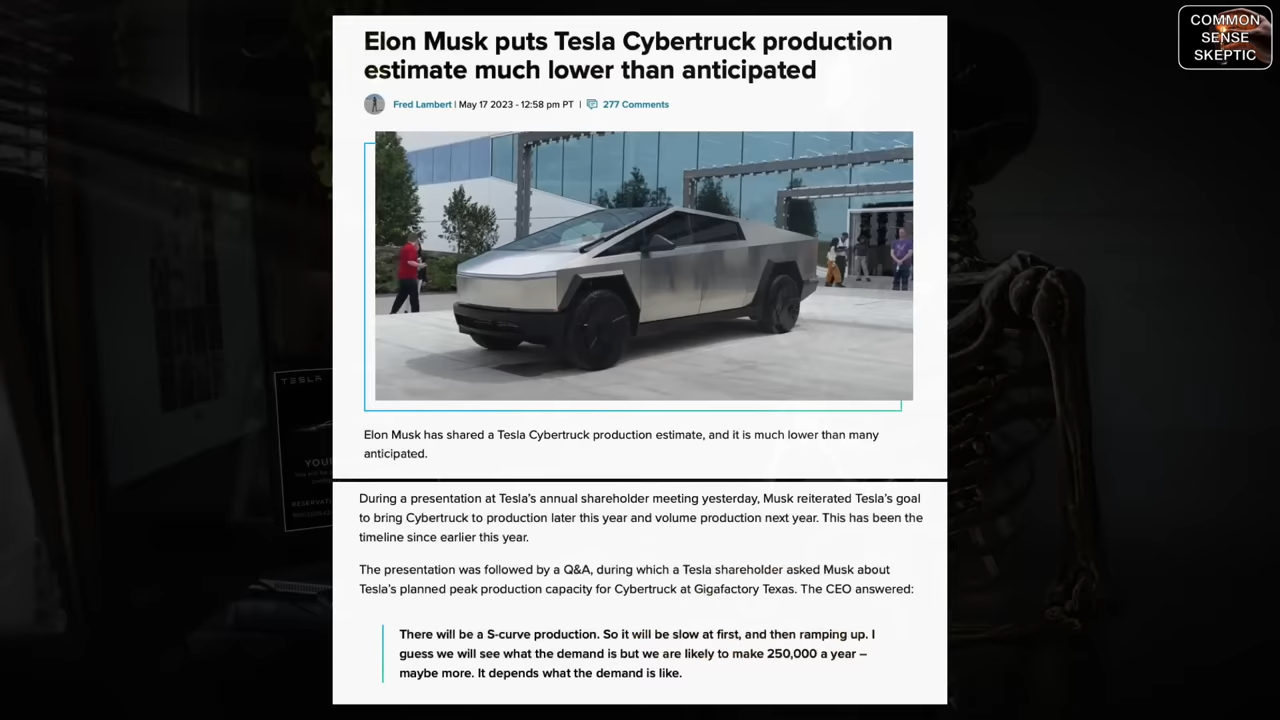 COMMON
SENSE
SKEPTIC
Elon Musk puts Tesla Cybertruck production
estimate much lower than anticipated
Fred Lambert | May 17 2023 - 12:58 pm PT | 277 Comments
Elon Musk has shared a Tesla Cybertruck production estimate, and it is much lower than many
anticipated.
During a presentation at Tesla's annual shareholder meeting yesterday, Musk reiterated Tesla's goal
to bring Cybertruck to production later this year and volume production next year. This has been the
timeline since earlier this year.
The presentation was followed by a Q&A, during which a Tesla shareholder asked Musk about
Tesla's planned peak production capacity for Cybertruck at Gigafactory Texas. The CEO answered:
There will be a S-curve production. So it will be slow at first, and then ramping up. I
guess we will see what the demand is but we are likely to make 250,000 a year –
maybe more. It depends what the demand is like.
TESLA